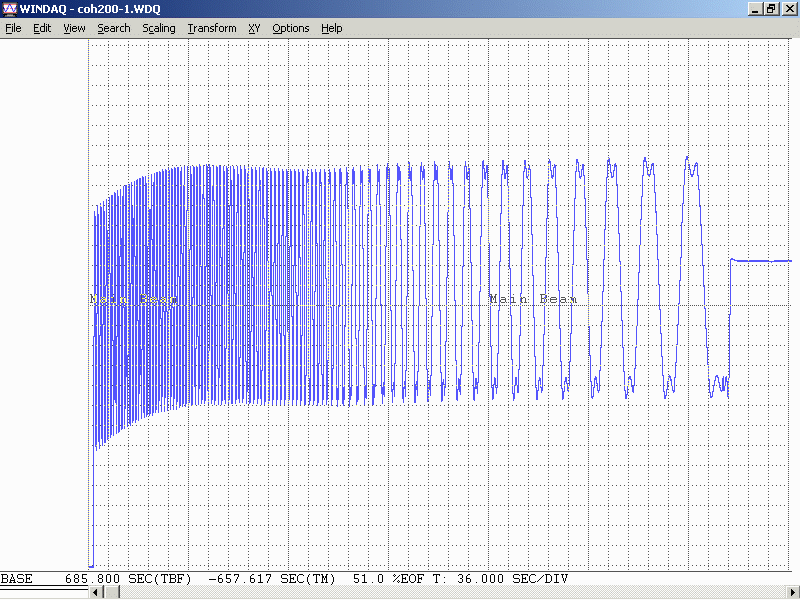 WINDAQ - coh200-1.WDQ
File Edit View Search Scaling Transform XY Options Help
Main Beam Main Beam
BASE 685.800 SEC(TBF) -657.617 SEC(TM) 51.0 %EOF T: 36.000 SEC/DIV